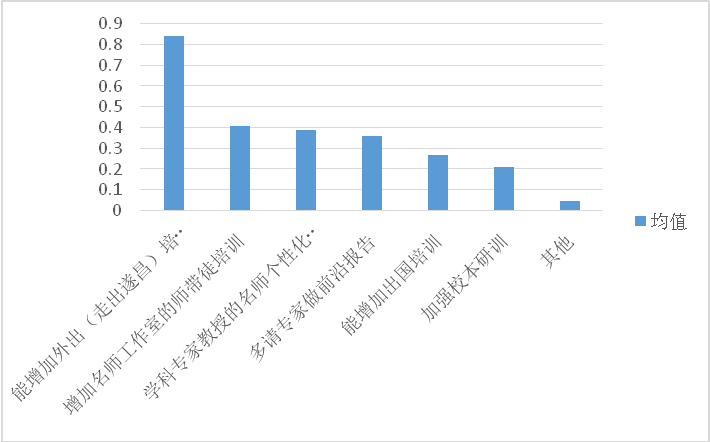 0.9
0.8
0.7
0.6
0.5
0.4
0.3
0.2
0.1
0
能增加外出（走出遂昌）培…
增加名师工作室的师带徒培训
学科专家教授的名师个性化…
多请专家做前沿报告
能增加出国培训
加强校本研训
其他
均值